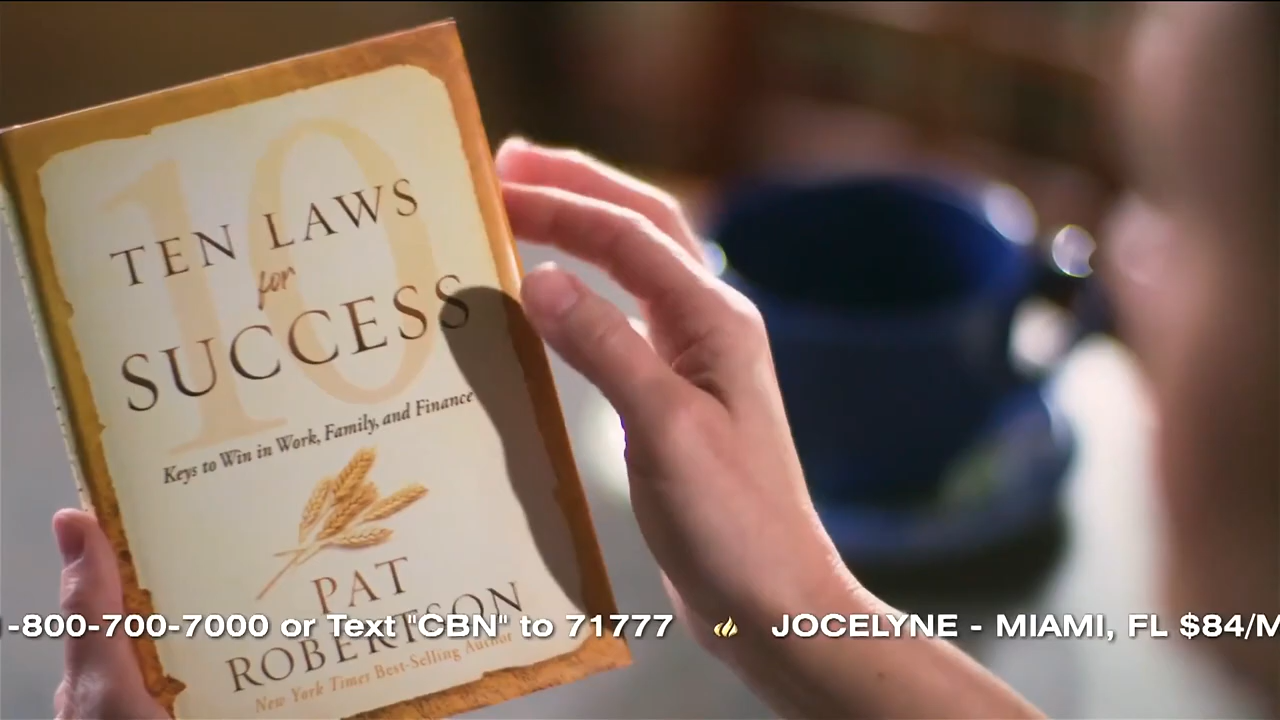 10
TEN LAWS
for
SUCCESS
Keys to Win in Work, Family, and Finance
PAT
ROBERTSON
New York Times Best-Selling Author
-800-700-7000 or Text "CBN" to 71777 JOCELYNE - MIAMI, FL $84/M